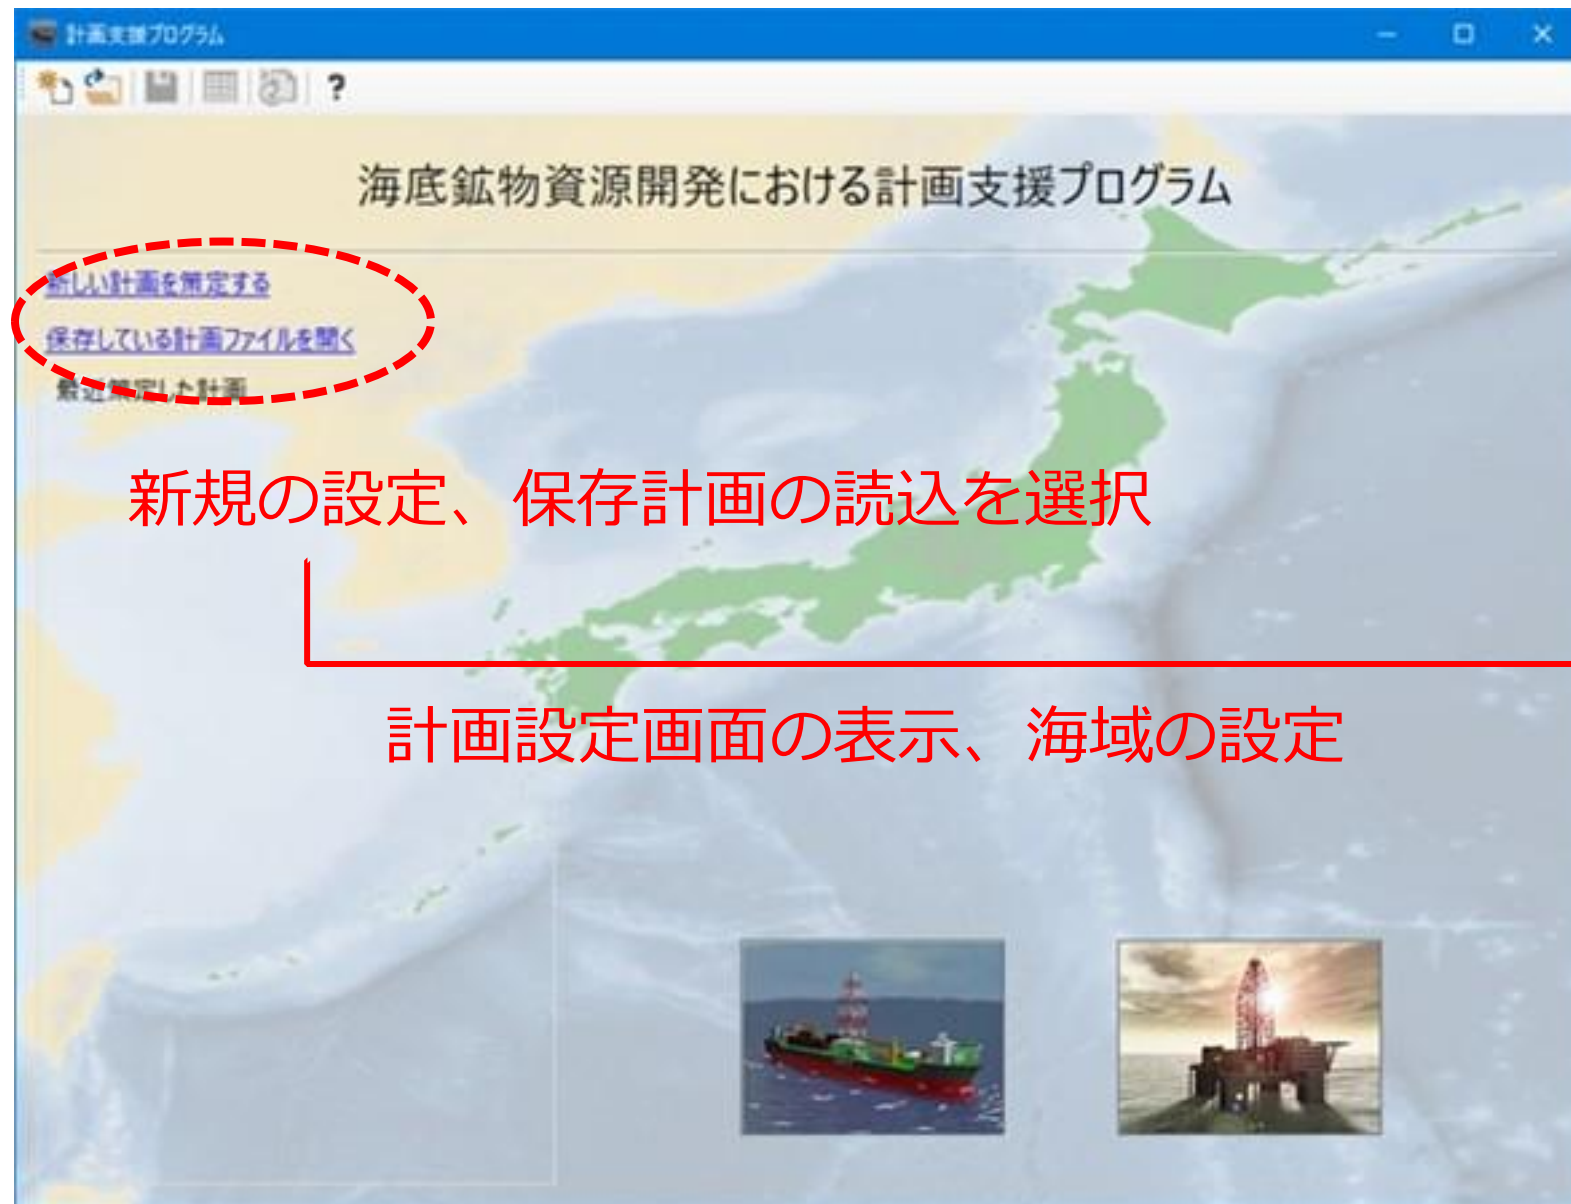 計画支援プログラム
?
海底鉱物資源開発における計画支援プログラム
新しい計画を策定する
保存している計画ファイルを開く
最近策定した計画
新規の設定、保存計画の読込を選択
計画設定画面の表示、海域の設定